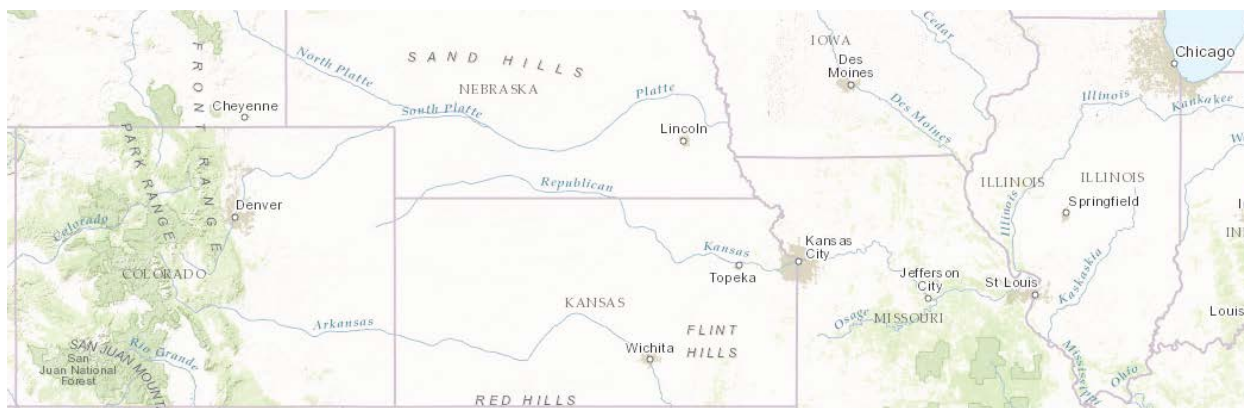 FRONT RANGE
North Platte
SAND HILLS
NEBRASKA
Platte
IOWA
Des
Moines
Cedar
Chicago
Illinois
Kankakee
Cheyenne
South Platte
PARK RANGE
Lincoln
Des Moines
Republican
ILLINOIS
ILLINOIS
Illinois
Springfield
Denver
Colorado
COLORADO
Kansas
Topeka
Kansas
City
Jefferson
City
St Louis
Kaskaskia
KANSAS
Osage
MISSOURI
Arkansas
FLINT
HILLS
Wichita
SAN JUAN MOUNT
San
Juan National
Forest
Rio Grande
RED HILLS
Mississippi
Ohio
Louis